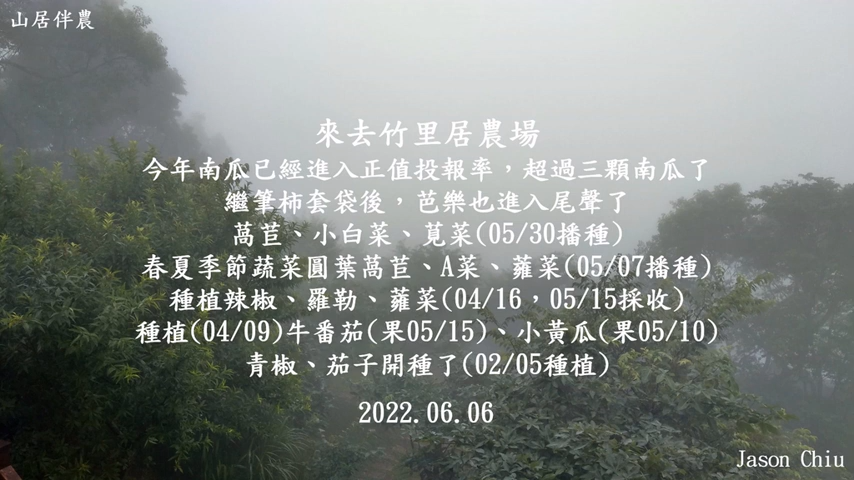 山居伴農
來去竹里居農場
今年南瓜已經進入正值投報率，超過三顆南瓜了
繼筆柿套袋後，芭樂也進入尾聲了
萵苣、小白菜、莧菜(05/30播種)
春夏季節蔬菜圓葉萵苣、A菜、蕹菜(05/07播種)
種植辣椒、羅勒、蕹菜(04/16，05/15採收)
種植(04/09)牛番茄(果05/15)、小黃瓜(果05/10)
青椒、茄子開種了(02/05種植)
2022.06.06
Jason Chiu